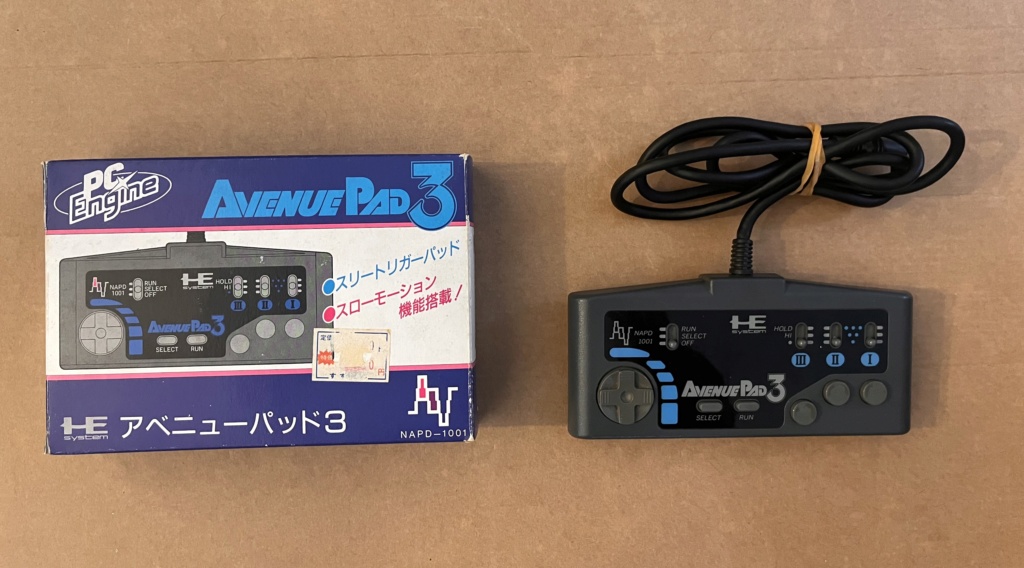 PC Engine
AVENUE PAD 3
スリートリガーパッド
スローモーション
機能搭載!
NAPD
1001
RUN
SELECT
OFF
HE
system
HOLD
HI
III
II
I
AVENUE PAD 3
SELECT
RUN
円
HE
system
アベニューパッド3
AV
NAPD-1001
AV
NAPD
1001
RUN
SELECT
OFF
HE
system
HOLD
HI
III
II
I
AVENUE PAD 3
SELECT
RUN